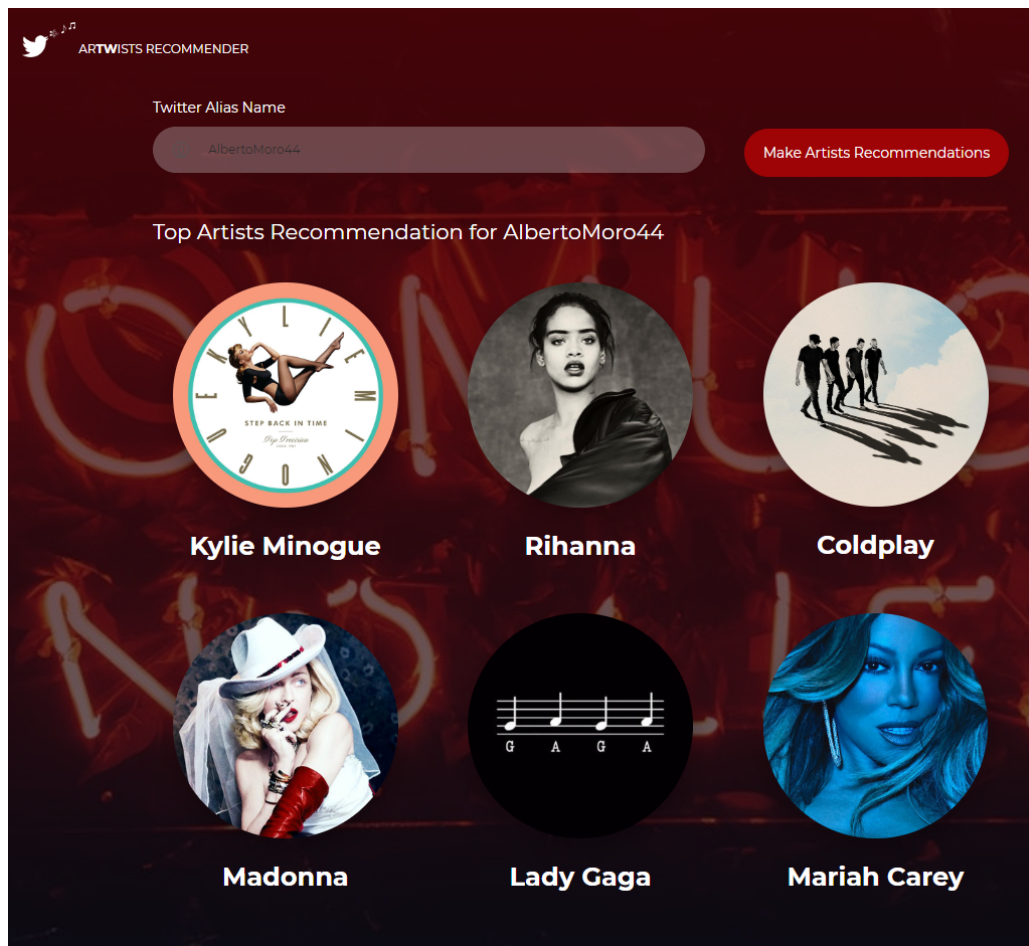 ARTWISTS RECOMMENDER
Twitter Alias Name
AlbertoMoro44
Make Artists Recommendations
Top Artists Recommendation for AlbertoMoro44
KYLIE MINOGUE
STEP BACK IN TIME
Kylie Minogue
Rihanna
Coldplay
G A G A
Madonna
Lady Gaga
Mariah Carey